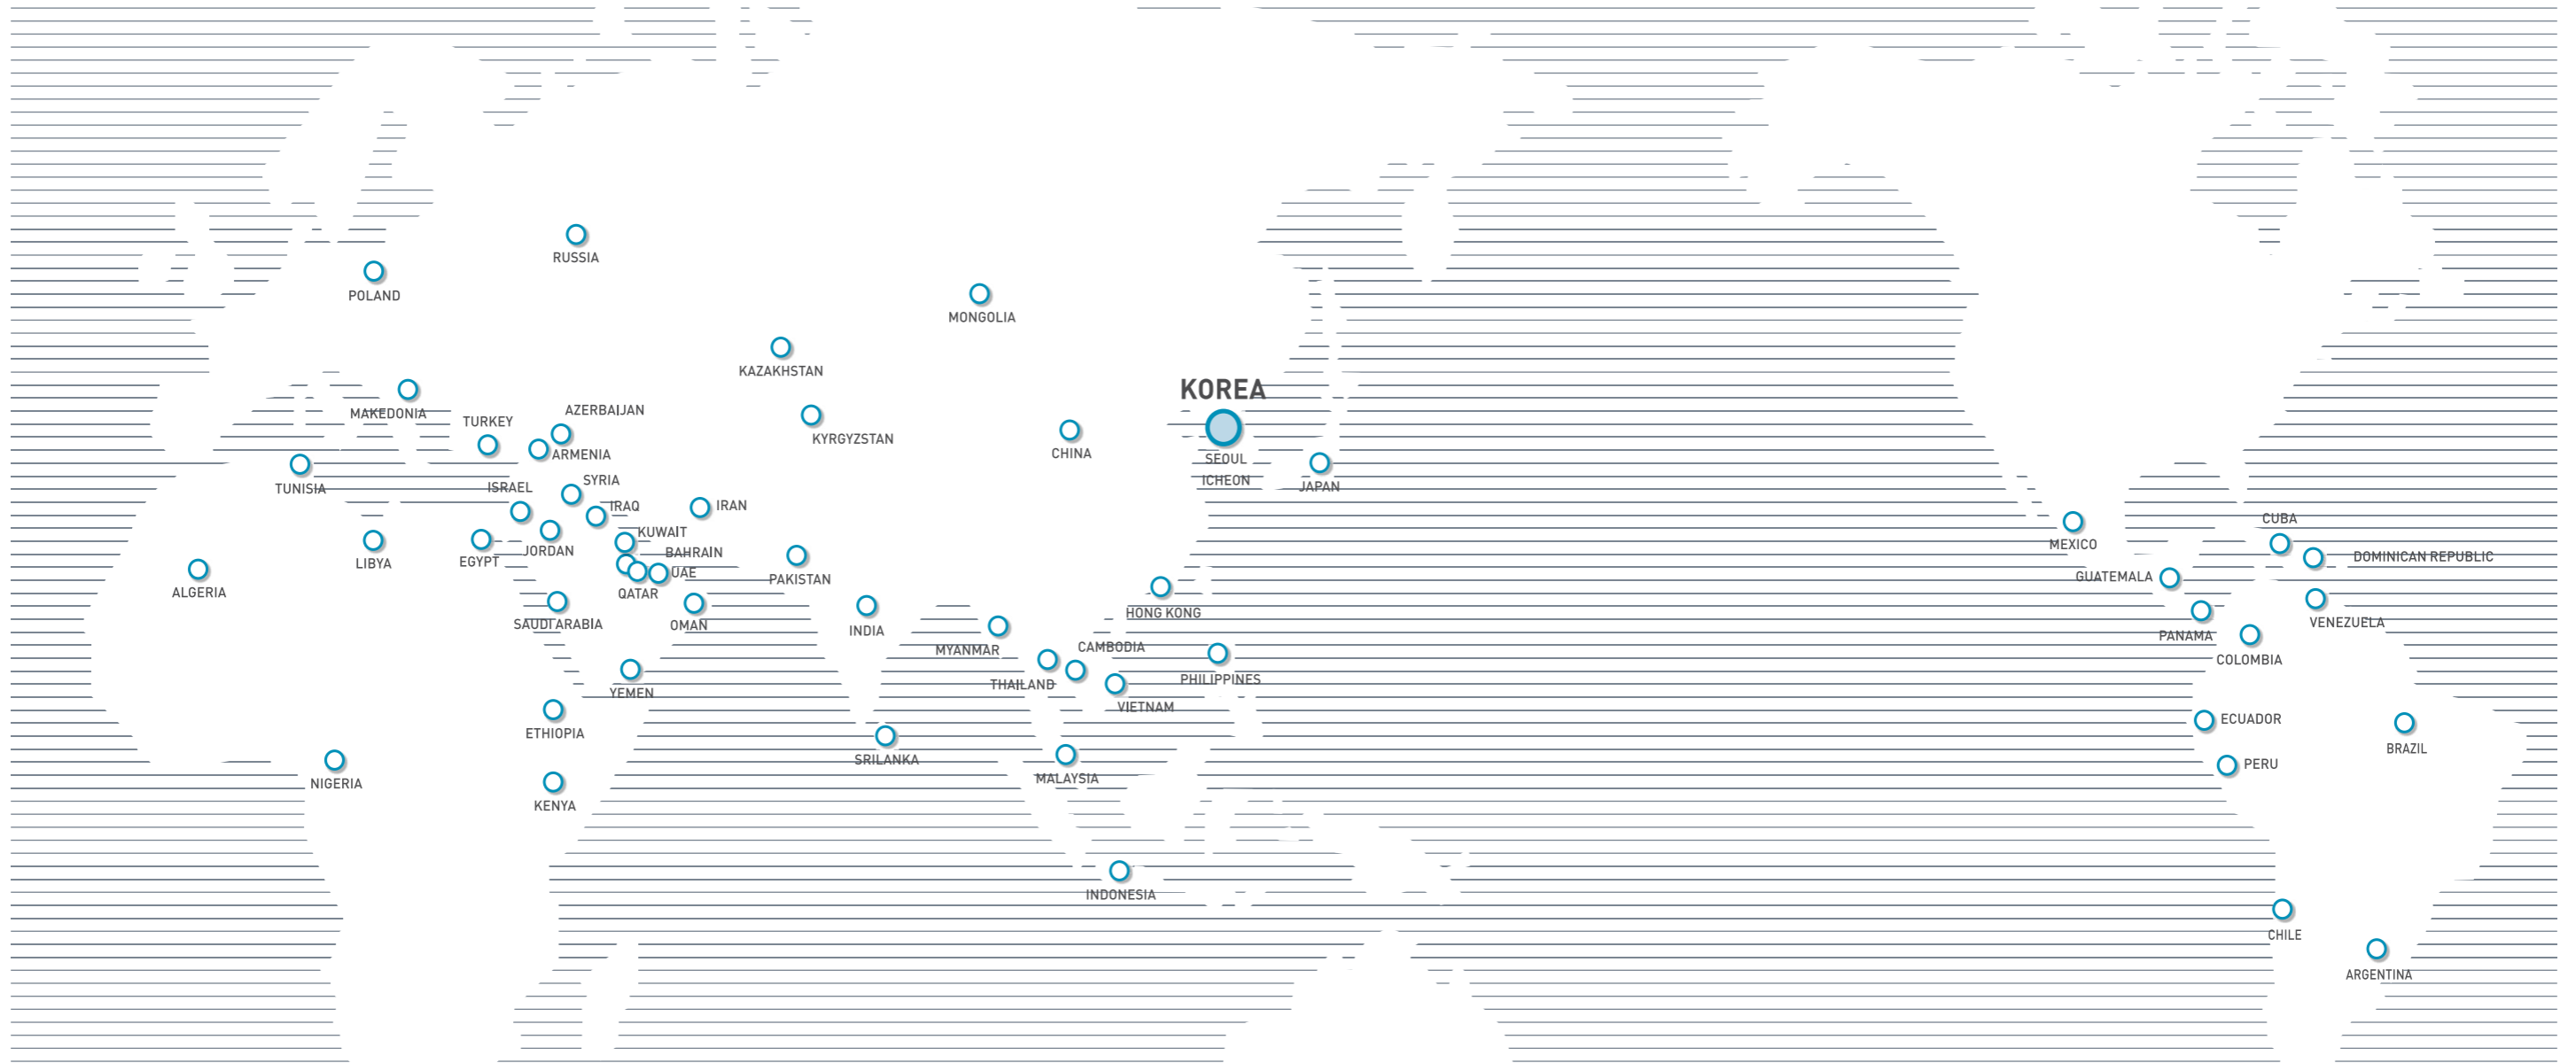 RUSSIA
POLAND
MONGOLIA
KAZAKHSTAN
KOREA
MAKEDONIA
TURKEY
AZERBAIJAN
KYRGYZSTAN
CHINA
ARMENIA
SEOUL
ICHEON
JAPAN
TUNISIA
ISRAEL
SYRIA
IRAQ
IRAN
KUWAIT
CUBA
MEXICO
JORDAN
BAHRAIN
DOMINICAN REPUBLIC
LIBYA
EGYPT
UAE
PAKISTAN
GUATEMALA
ALGERIA
QATAR
HONG KONG
SAUDI ARABIA
OMAN
INDIA
VENEZUELA
PANAMA
MYANMAR
CAMBODIA
COLOMBIA
THAILAND
PHILIPPINES
YEMEN
VIETNAM
ECUADOR
ETHIOPIA
BRAZIL
SRILANKA
PERU
MALAYSIA
NIGERIA
KENYA
INDONESIA
CHILE
ARGENTINA